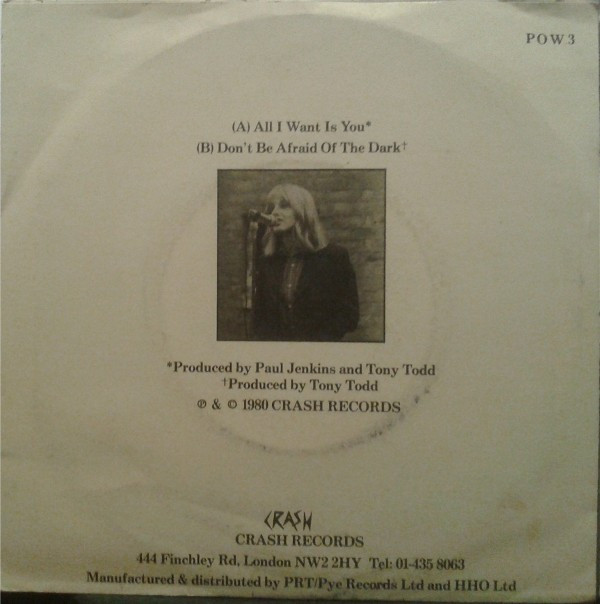 POW3
(A) All I Want Is You*
(B) Don't Be Afraid Of The Dark†
*Produced by Paul Jenkins and Tony Todd
†Produced by Tony Todd
℗ & © 1980 CRASH RECORDS
CRASH
CRASH RECORDS
444 Finchley Rd, London NW2 2HY Tel: 01-435 8063
Manufactured & distributed by PRT/Pye Records Ltd and HHO Ltd